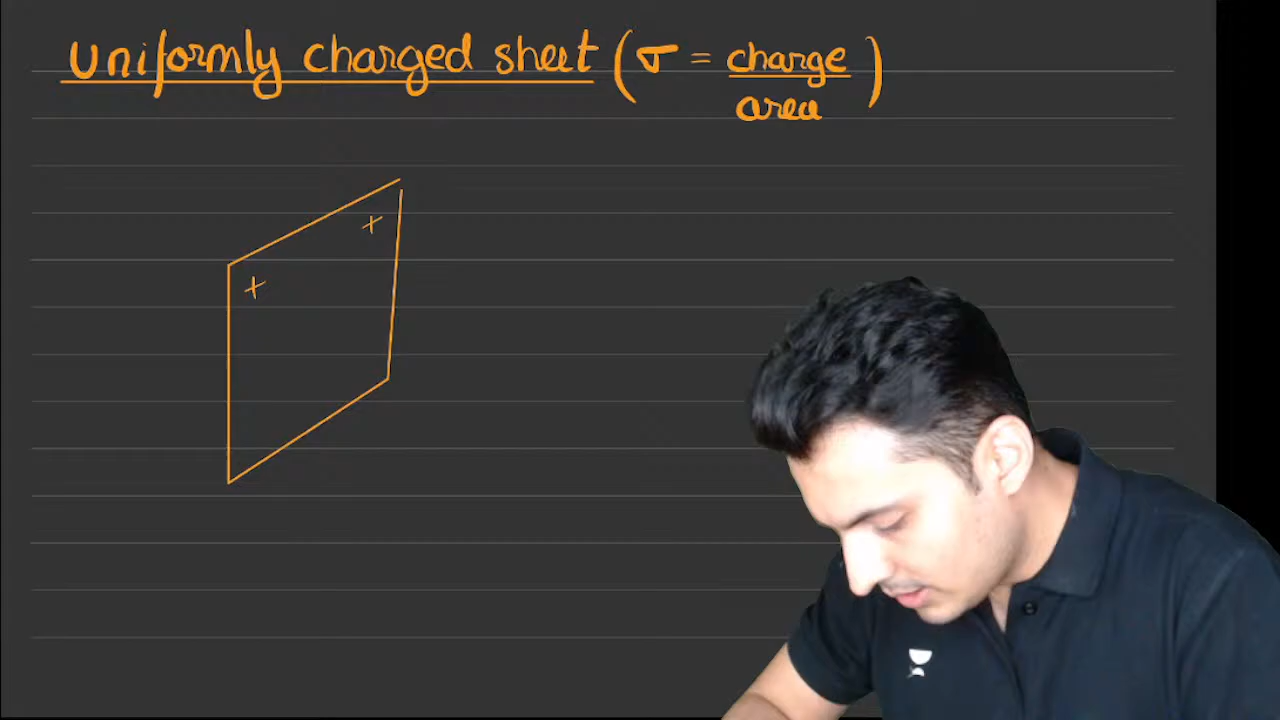 Uniformly charged sheet (σ = charge/area)
+
+